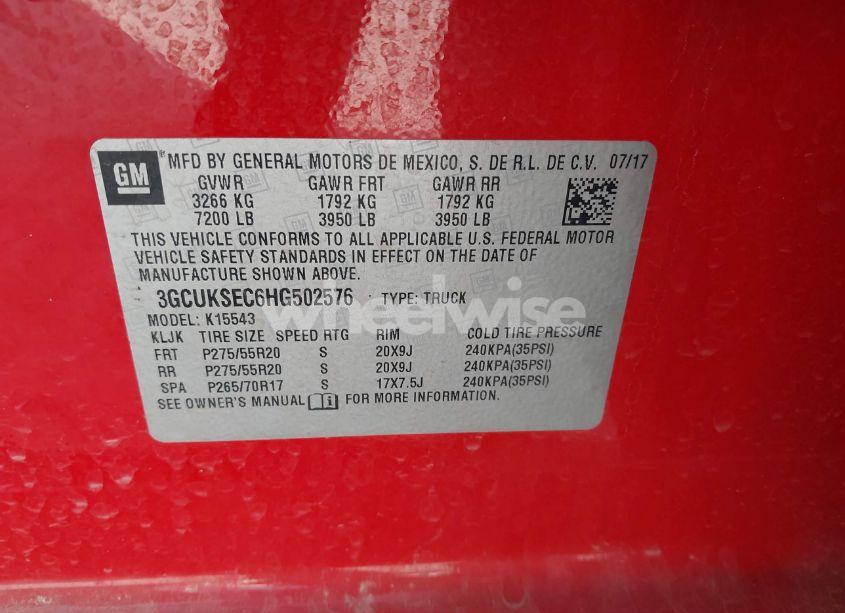 GM
MFD BY GENERAL MOTORS DE MEXICO, S. DE R.L. DE C.V. 07/17
GVWR GAWR FRT GAWR RR
3266 KG 1792 KG 1792 KG
7200 LB 3950 LB 3950 LB
THIS VEHICLE CONFORMS TO ALL APPLICABLE U.S. FEDERAL MOTOR
VEHICLE SAFETY STANDARDS IN EFFECT ON THE DATE OF
MANUFACTURE SHOWN ABOVE.
3GCUKSEC6HG502576 TYPE: TRUCK
wheelwise
MODEL: K15543
KLJK TIRE SIZE SPEED RTG RIM COLD TIRE PRESSURE
FRT P275/55R20 S 20X9J 240KPA(35PSI)
RR P275/55R20 S 20X9J 240KPA(35PSI)
SPA P265/70R17 S 17X7.5J 240KPA(35PSI)
SEE OWNER'S MANUAL FOR MORE INFORMATION.